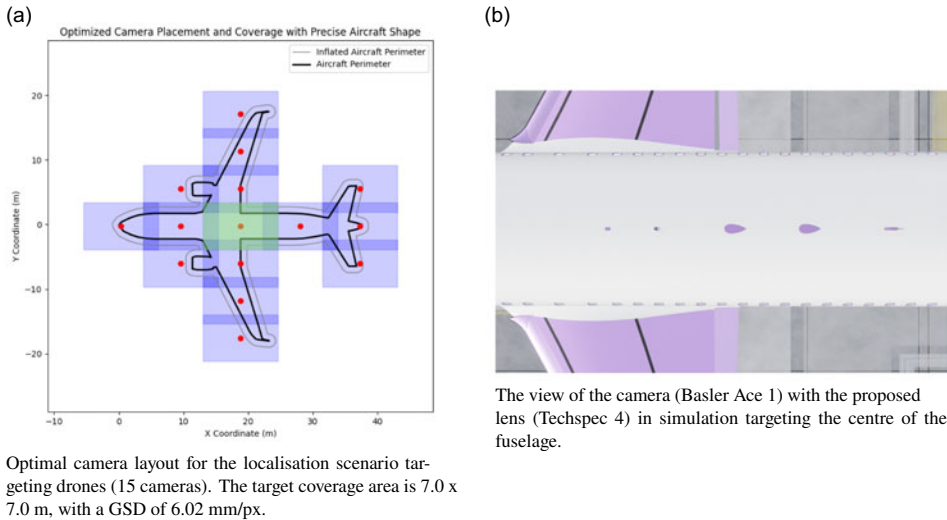 (a)
Optimized Camera Placement and Coverage with Precise Aircraft Shape
Inflated Aircraft Perimeter
Aircraft Perimeter
20
10
0
−10
−20
Y Coordinate (m)
−10
0
10
20
30
40
X Coordinate (m)
Optimal camera layout for the localisation scenario tar-
geting drones (15 cameras). The target coverage area is 7.0 x
7.0 m, with a GSD of 6.02 mm/px.
(b)
The view of the camera (Basler Ace 1) with the proposed
lens (Techspec 4) in simulation targeting the centre of the
fuselage.